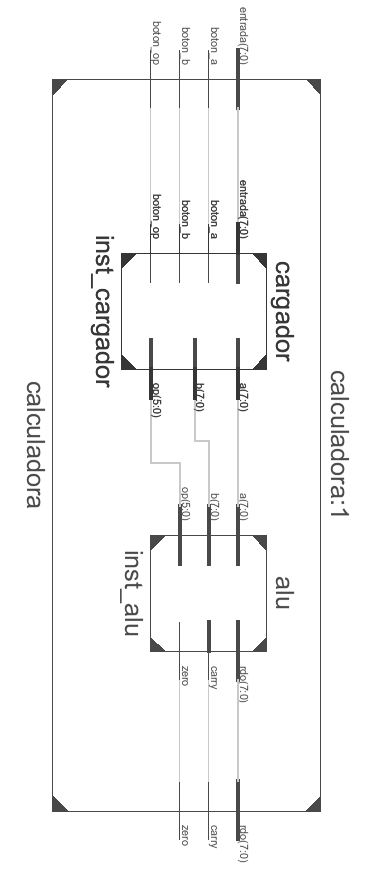 calculadora:1
entrada(7:0)
boton_a
boton_b
boton_op
cargador
entrada(7:0)
boton_a
boton_b
boton_op
a(7:0)
b(7:0)
op(5:0)
inst_cargador
alu
a(7:0)
b(7:0)
op(5:0)
rdo(7:0)
carry
zero
inst_alu
rdo(7:0)
carry
zero
calculadora